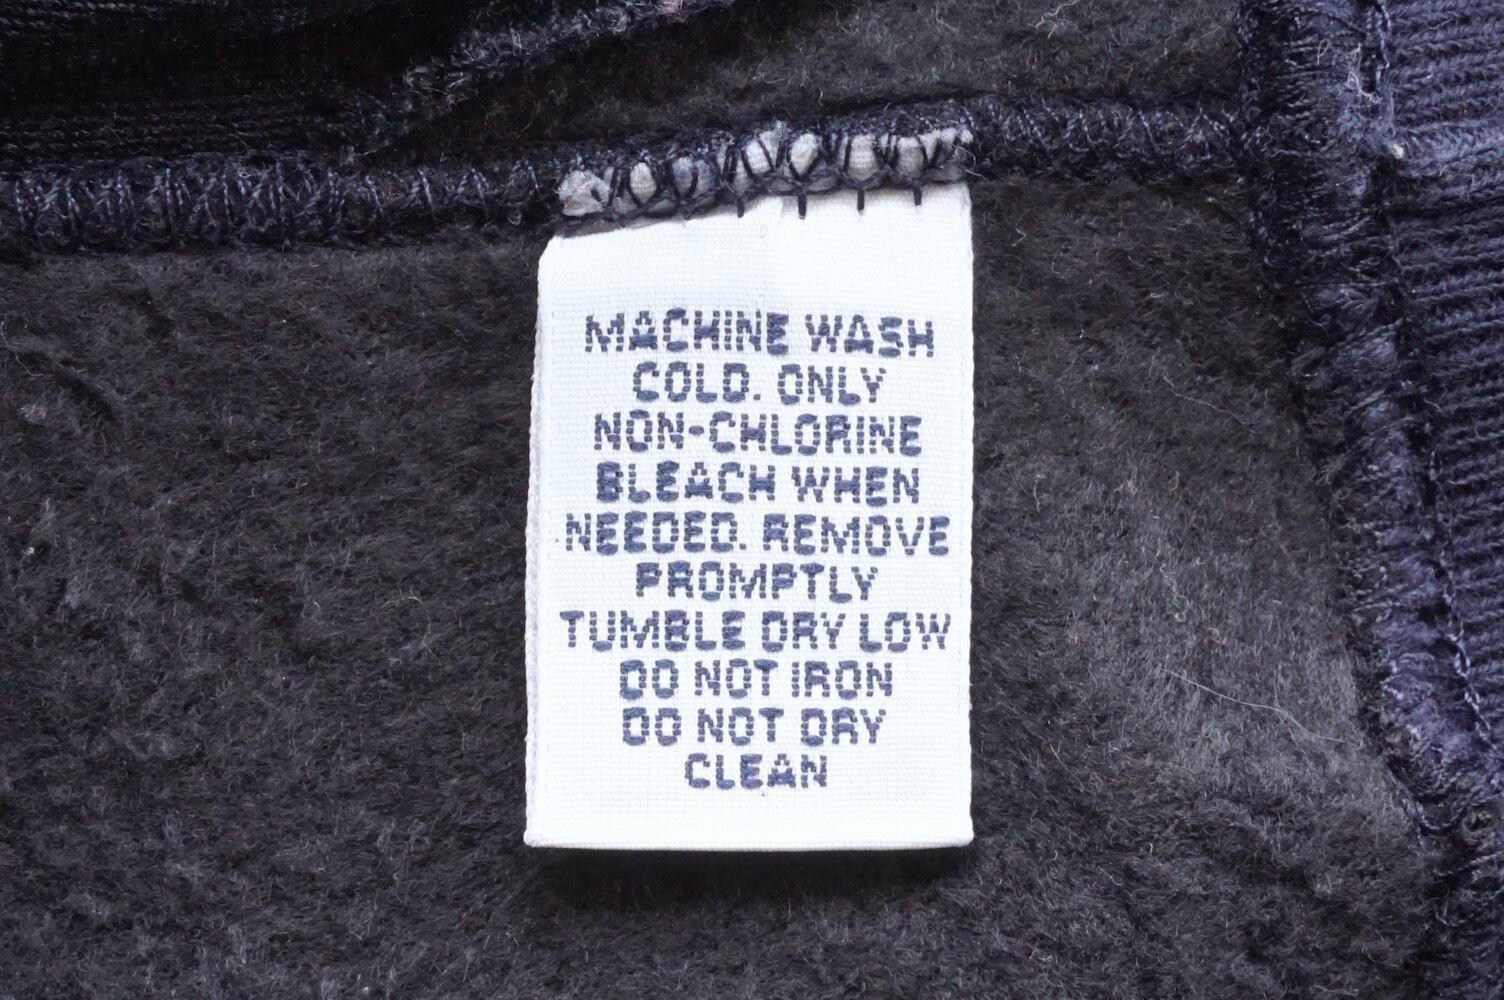 MACHINE WASH
COLD. ONLY
NON-CHLORINE
BLEACH WHEN
NEEDED. REMOVE
PROMPTLY
TUMBLE DRY LOW
DO NOT IRON
DO NOT DRY
CLEAN